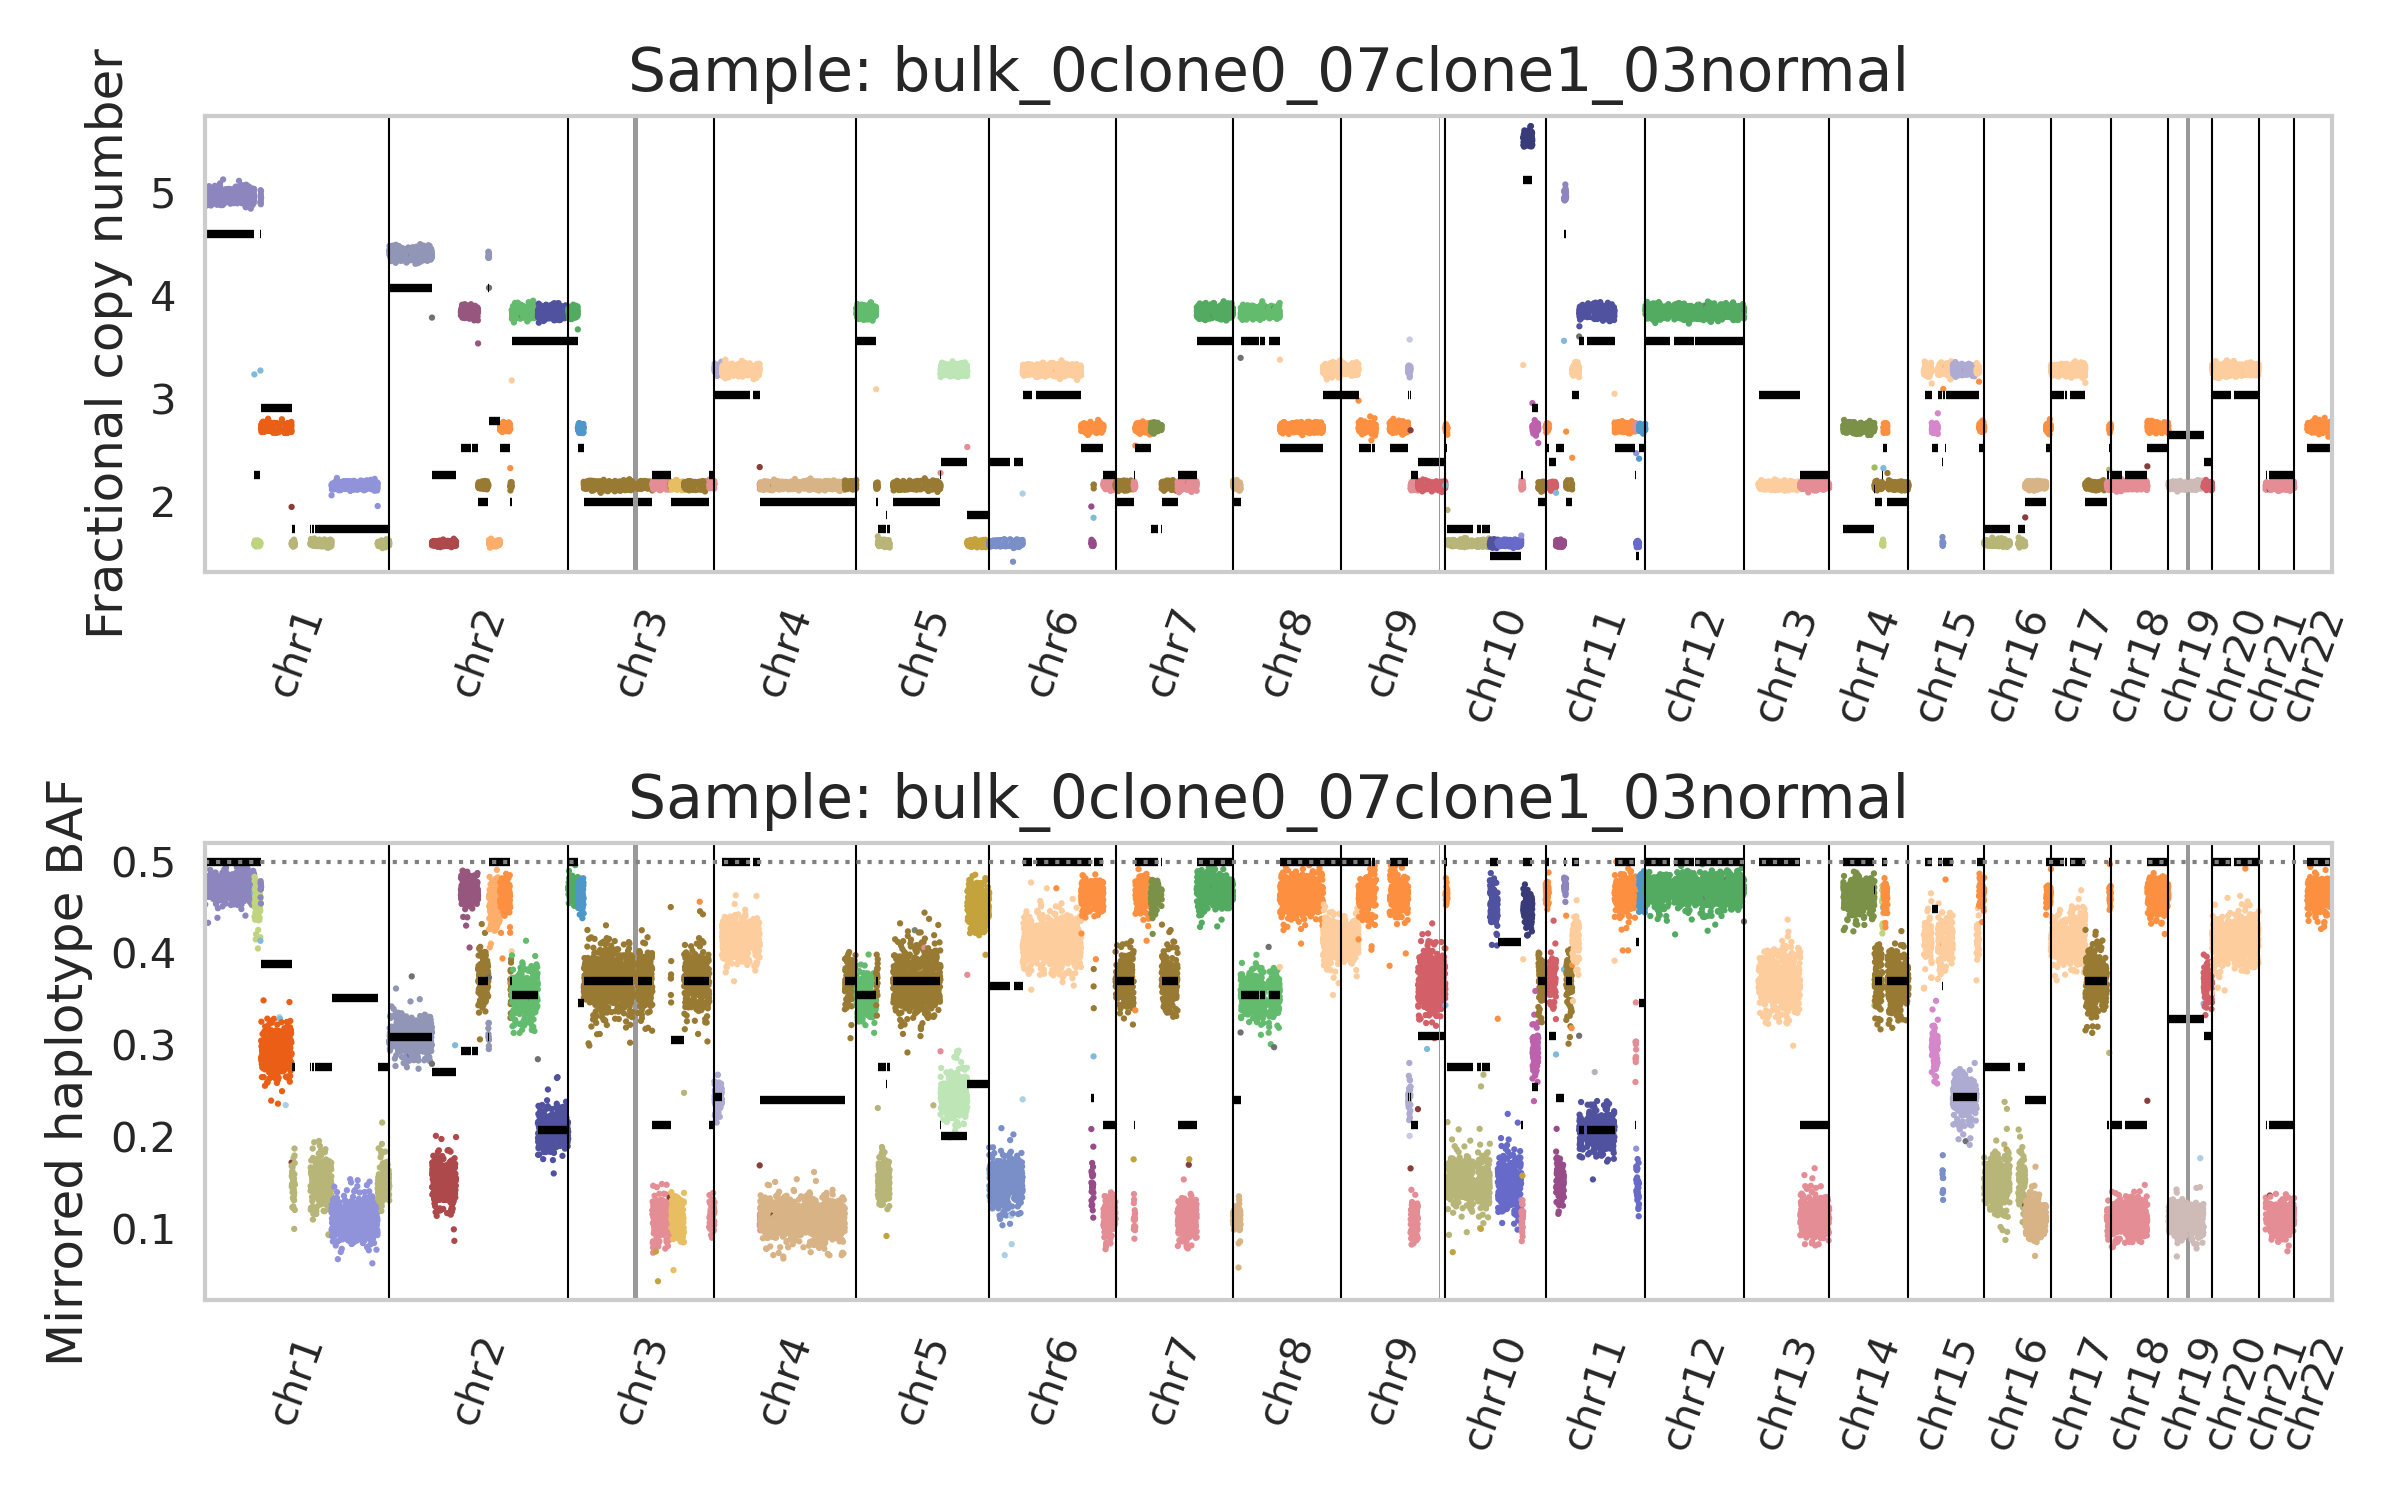 Sample: bulk_0clone0_07clone1_03normal
Fractional copy number
5
4
3
2
chr1
chr2
chr3
chr4
chr5
chr6
chr7
chr8
chr9
chr10
chr11
chr12
chr13
chr14
chr15
chr16
chr17
chr18
chr19
chr20
chr21
chr22
Sample: bulk_0clone0_07clone1_03normal
Mirrored haplotype BAF
0.5
0.4
0.3
0.2
0.1
chr1
chr2
chr3
chr4
chr5
chr6
chr7
chr8
chr9
chr10
chr11
chr12
chr13
chr14
chr15
chr16
chr17
chr18
chr19
chr20
chr21
chr22